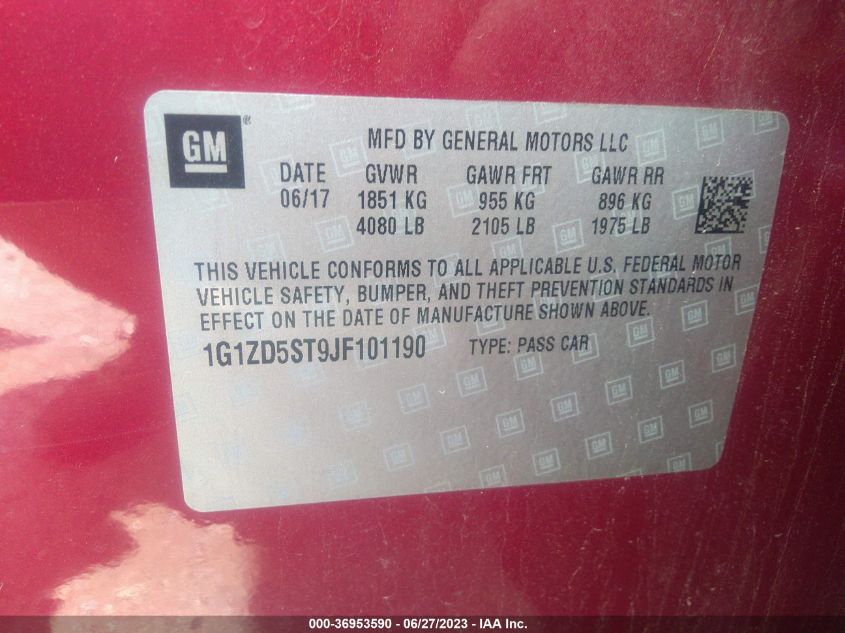 GM ®
MFD BY GENERAL MOTORS LLC
DATE GVWR GAWR FRT GAWR RR
06/17 1851 KG 955 KG 896 KG
4080 LB 2105 LB 1975 LB
THIS VEHICLE CONFORMS TO ALL APPLICABLE U.S. FEDERAL MOTOR
VEHICLE SAFETY, BUMPER, AND THEFT PREVENTION STANDARDS IN
EFFECT ON THE DATE OF MANUFACTURE SHOWN ABOVE.
1G1ZD5ST9JF101190 TYPE: PASS CAR
000-36953590 - 06/27/2023 - IAA Inc.